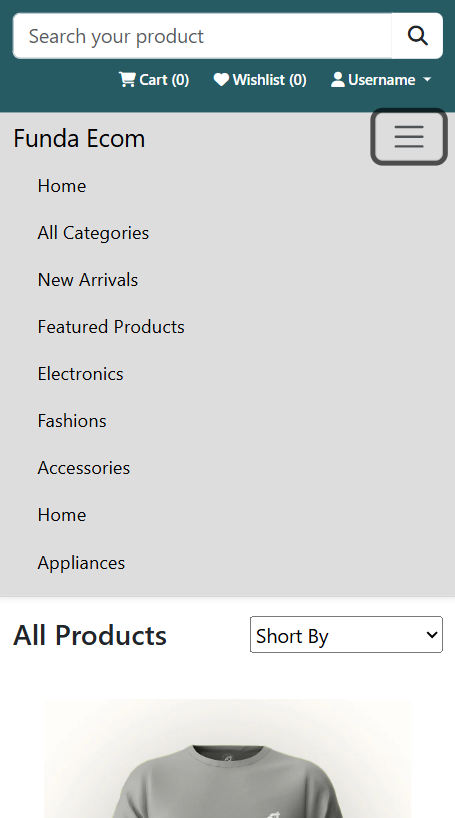 Search your product
Cart (0) Wishlist (0) Username
Funda Ecom
Home
All Categories
New Arrivals
Featured Products
Electronics
Fashions
Accessories
Home
Appliances
All Products Short By